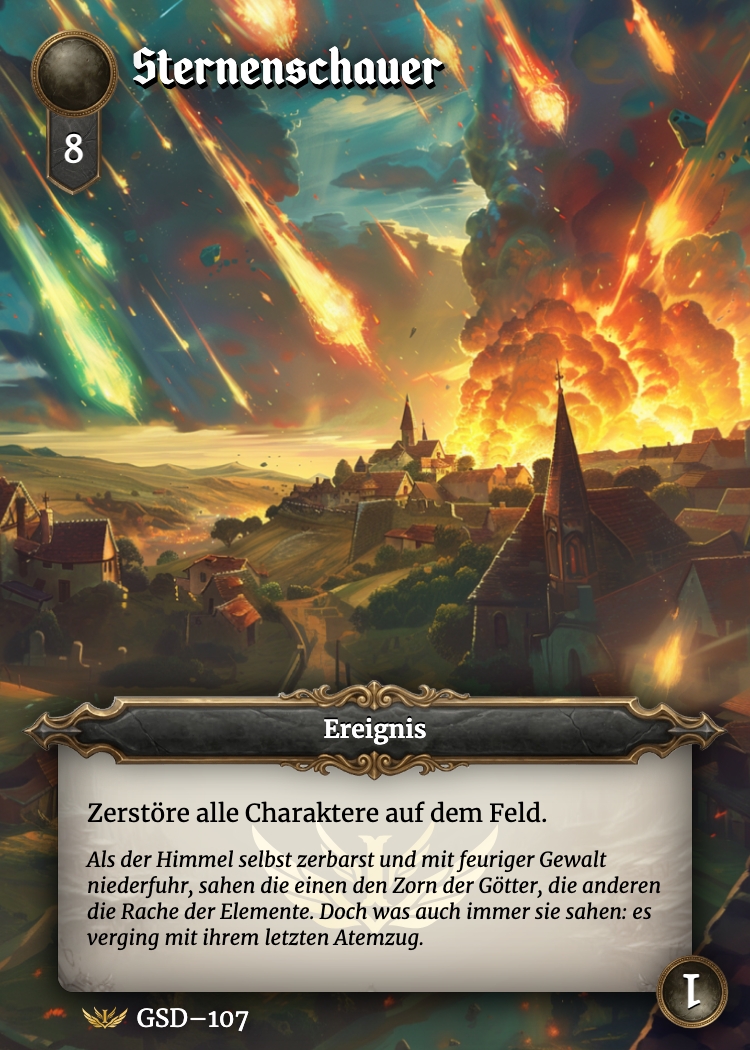 Sternenschauer
8
Ereignis
Zerstöre alle Charaktere auf dem Feld.
Als der Himmel selbst zerbarst und mit feuriger Gewalt
niederfuhr, sahen die einen den Zorn der Götter, die anderen
die Rache der Elemente. Doch was auch immer sie sahen: es
verging mit ihrem letzten Atemzug.
GSD–107
1